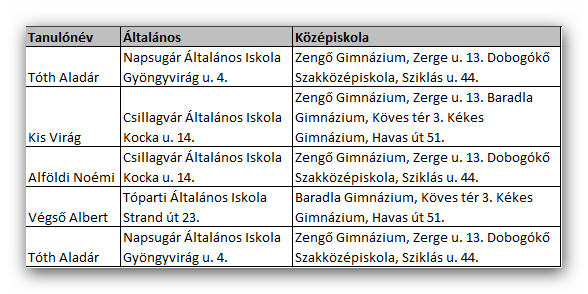 Tanulónév Általános Középiskola
Napsugár Általános Iskola Zengő Gimnázium, Zerge u. 13. Dobogókő
Tóth Aladár Gyöngyvirág u. 4. Szakközépiskola, Sziklás u. 44.
Zengő Gimnázium, Zerge u. 13. Baradla
Csillagvár Általános Iskola Gimnázium, Köves tér 3. Kékes
Kis Virág Kocka u. 14. Gimnázium, Havas út 51.
Csillagvár Általános Iskola Zengő Gimnázium, Zerge u. 13. Dobogókő
Alföldi Noémi Kocka u. 14. Szakközépiskola, Sziklás u. 44.
Tóparti Általános Iskola Baradla Gimnázium, Köves tér 3. Kékes
Végső Albert Strand út 23. Gimnázium, Havas út 51.
Napsugár Általános Iskola Zengő Gimnázium, Zerge u. 13. Dobogókő
Tóth Aladár Gyöngyvirág u. 4. Szakközépiskola, Sziklás u. 44.